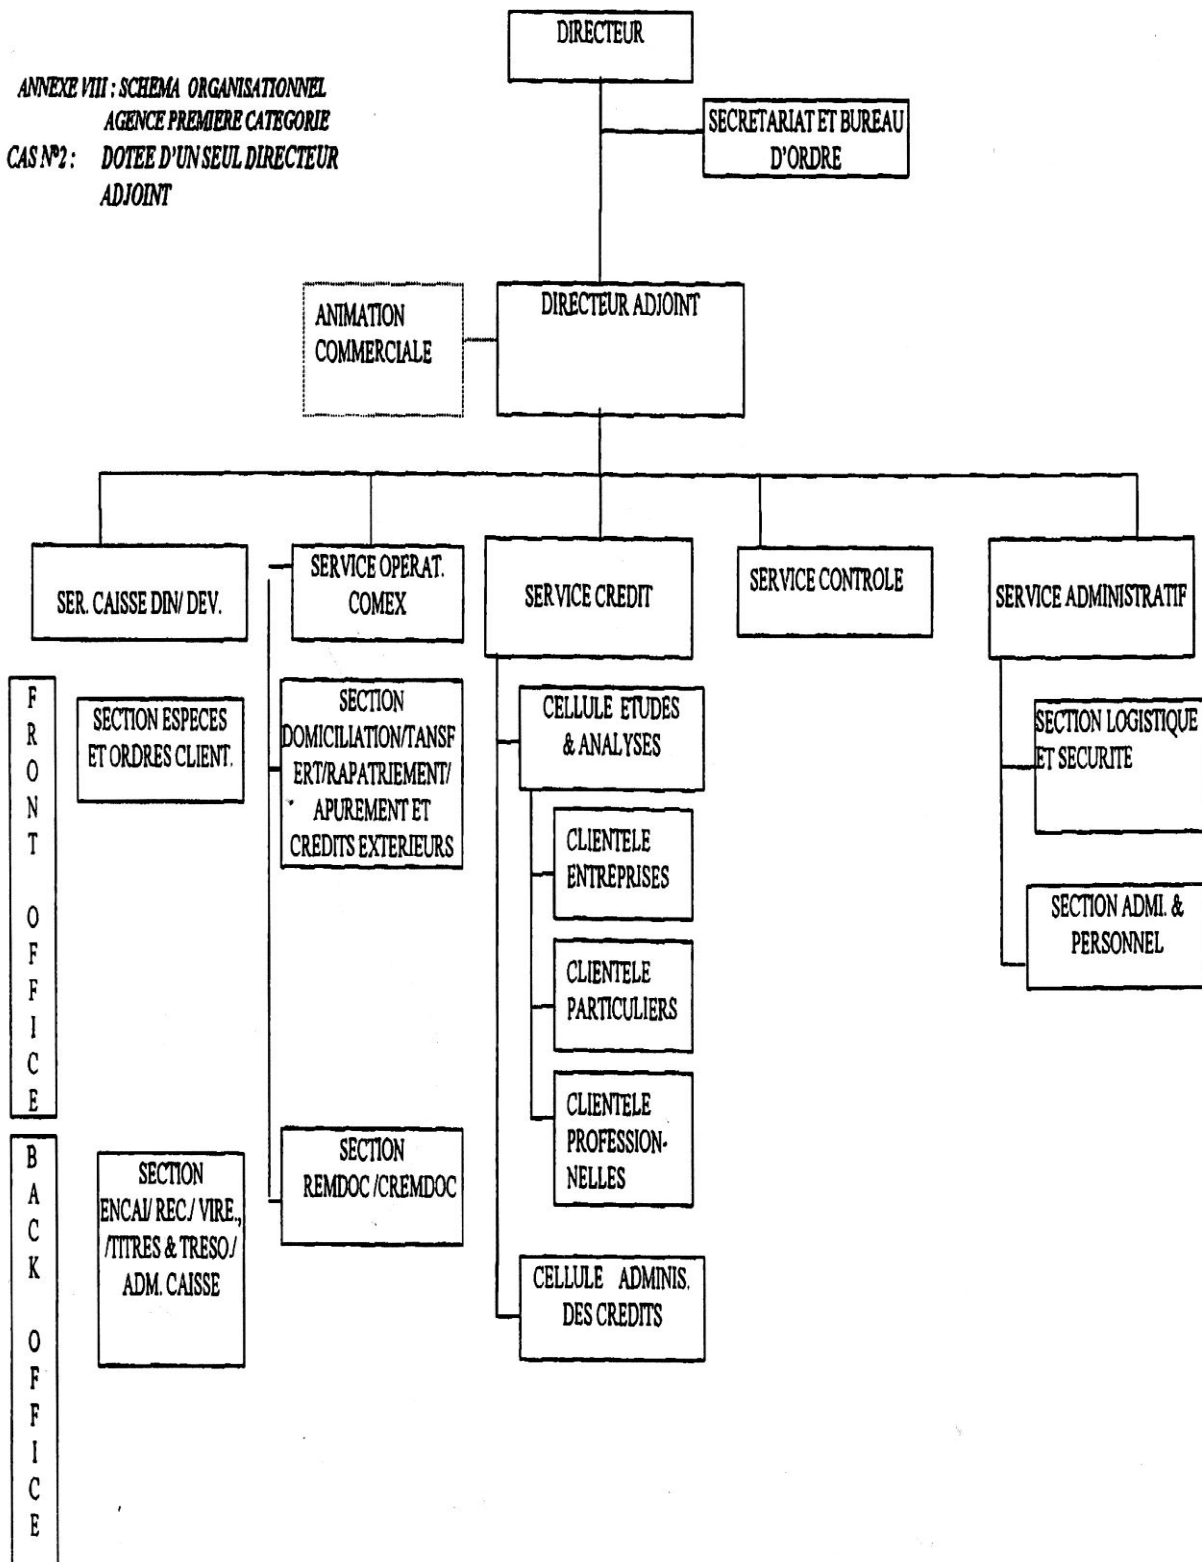 DIRECTEUR
ANNEXE VIII : SCHEMA ORGANISATIONNEL
AGENCE PREMIERE CATEGORIE
CAS Nº2 : DOTEE D'UN SEUL DIRECTEUR
ADJOINT
SECRETARIAT ET BUREAU
D'ORDRE
ANIMATION
COMMERCIALE
DIRECTEUR ADJOINT
SER. CAISSE DIN/ DEV.
SERVICE OPERAT.
COMEX
SERVICE CREDIT
SERVICE CONTROLE
SERVICE ADMINISTRATIF
FRONT OFFICE
SECTION ESPECES
ET ORDRES CLIENT.
SECTION
DOMICILIATION/TANSF
ERT/RAPATRIEMENT/
APUREMENT ET
CREDITS EXTERIEURS
CELLULE ETUDES
& ANALYSES
CLIENTELE
ENTREPRISES
CLIENTELE
PARTICULIERS
CLIENTELE
PROFESSION-
NELLES
SECTION LOGISTIQUE
ET SECURITE
SECTION ADMI. &
PERSONNEL
BACK OFFICE
SECTION
ENCAI/ REC./ VIRE.,
/TITRES & TRESO./
ADM. CAISSE
SECTION
REMDOC /CREMDOC
CELLULE ADMINIS.
DES CREDITS